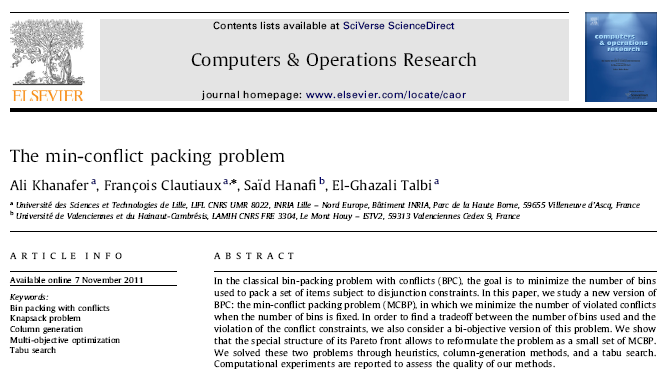 Contents lists available at SciVerse ScienceDirect
Computers & Operations Research
journal homepage: www.elsevier.com/locate/caor
ELSEVIER
computers
& operations
research
The min-conflict packing problem
Ali Khanafer a, François Clautiaux a,*, Saïd Hanafi b, El-Ghazali Talbi a
a Université des Sciences et Technologies de Lille, LIFL CNRS UMR 8022, INRIA Lille – Nord Europe, Bâtiment INRIA, Parc de la Haute Borne, 59655 Villeneuve d'Ascq, France
b Université de Valenciennes et du Hainaut-Cambrésis, LAMIH CNRS FRE 3304, Le Mont Houy – ISTV2, 59313 Valenciennes Cedex 9, France
ARTICLE INFO
Available online 7 November 2011
Keywords:
Bin packing with conflicts
Knapsack problem
Column generation
Multi-objective optimization
Tabu search
ABSTRACT
In the classical bin-packing problem with conflicts (BPC), the goal is to minimize the number of bins
used to pack a set of items subject to disjunction constraints. In this paper, we study a new version of
BPC: the min-conflict packing problem (MCBP), in which we minimize the number of violated conflicts
when the number of bins is fixed. In order to find a tradeoff between the number of bins used and the
violation of the conflict constraints, we also consider a bi-objective version of this problem. We show
that the special structure of its Pareto front allows to reformulate the problem as a small set of MCBP.
We solved these two problems through heuristics, column-generation methods, and a tabu search.
Computational experiments are reported to assess the quality of our methods.